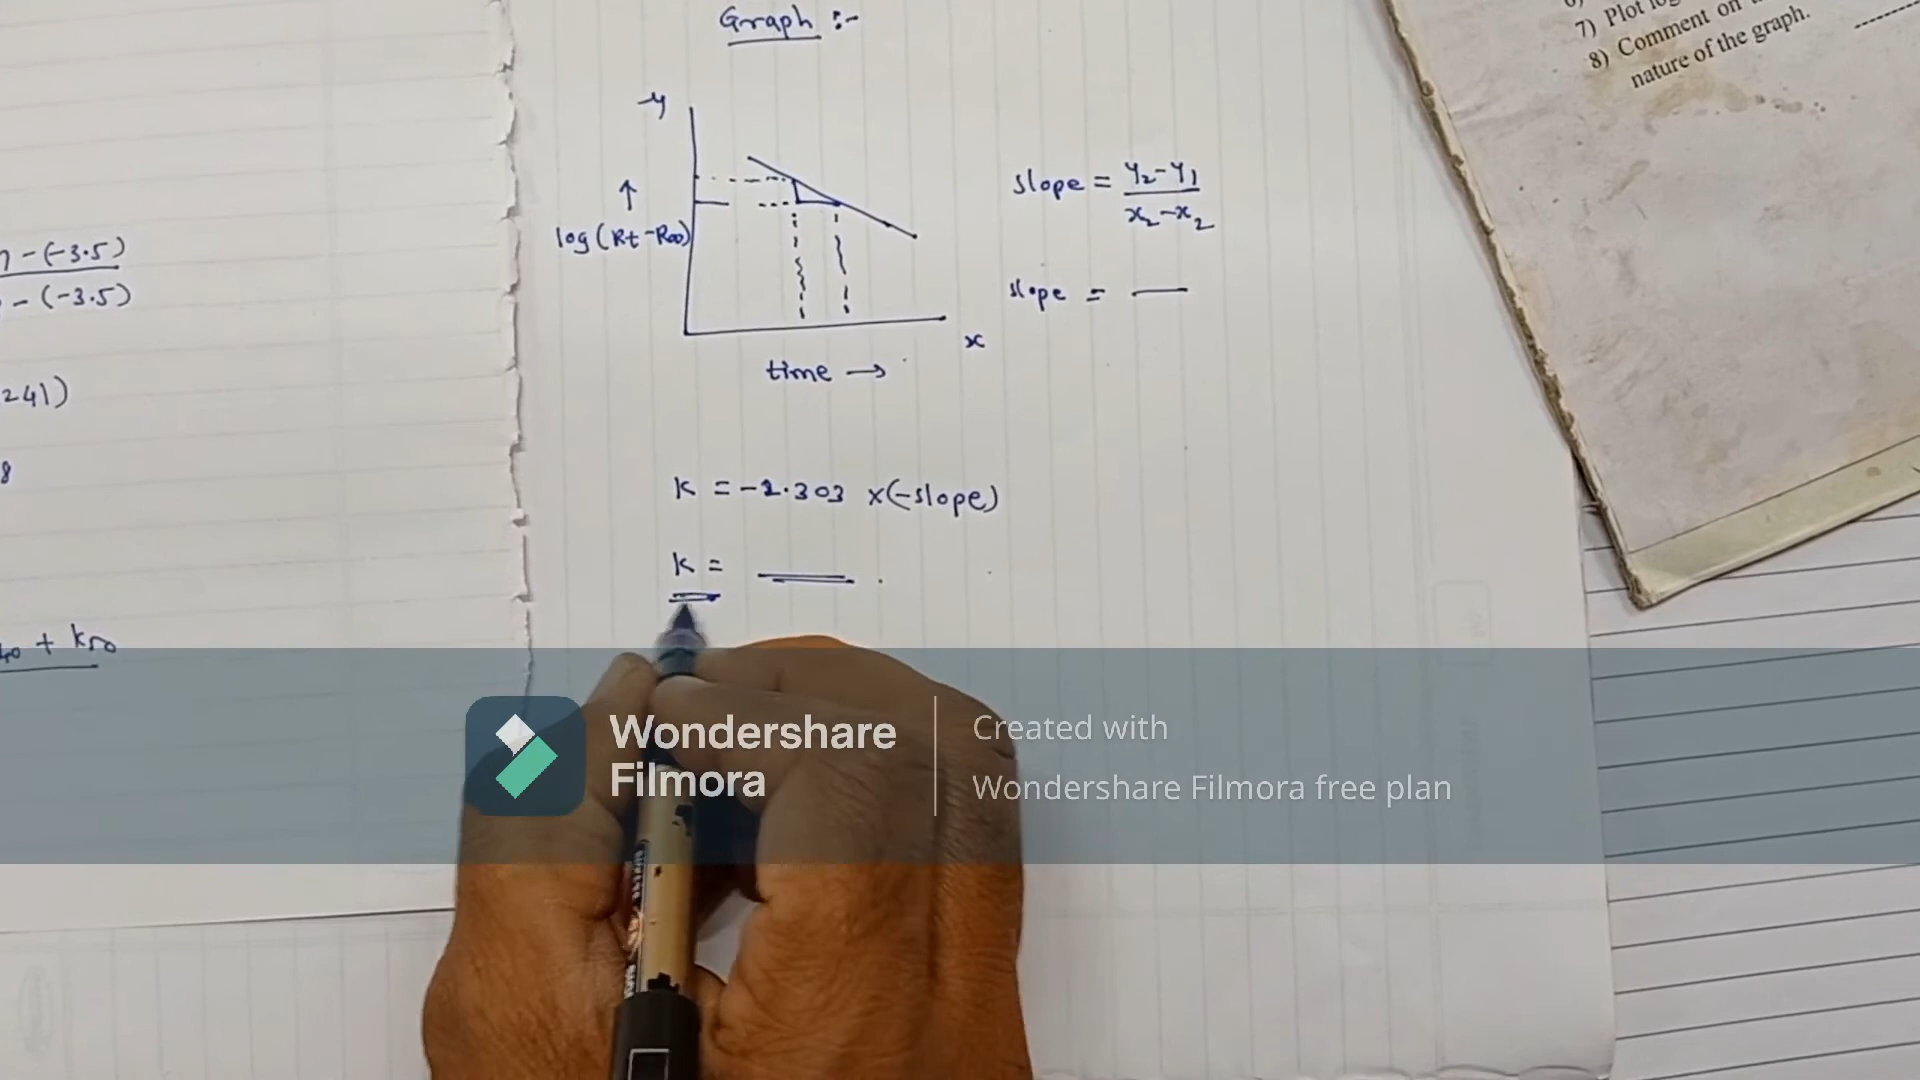 Graph :-
y
↑
log (Rt - R∞)
time →
x
slope = y2 - y1 / x2 - x2
slope = —
K = -2.303 x (-slope)
K =
- (-3.5)
- (-3.5)
241)
8
+ K50
7) Plot
8) Comment on
nature of the graph.
Wondershare
Filmora
Created with
Wondershare Filmora free plan